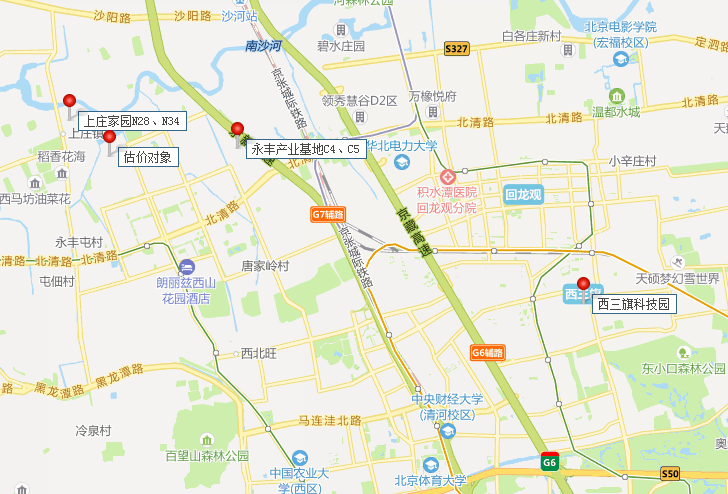 沙阳路
沙阳路
沙河站
南沙河
碧水庄园
S327
白各庄新村
北京电影学院
(宏福校区)
定泗路
京张城际铁路
领秀慧谷D2区
万橡悦府
温都水城
上庄家园N28、N34
北清路
北清路
估价对象
永丰产业基地C4、C5
华北电力大学
稻香花海
小辛庄村
西马坊油菜花
积水潭医院
回龙观分院
回龙观
北清路
G7辅路
京藏高速
永丰屯村
京张城际铁路
清路
北清路
唐家岭村
屯佃村
朗丽兹西山
花园酒店
天硕梦幻雪世界
西三旗科技园
西北旺
G6辅路
东小口森林公园
黑龙潭路
黑龙潭路
中央财经大学
(清河校区)
马连洼北路
冷泉村
百望山森林公园
G6
中国农业大
学(西区)
北京体育大学
S50